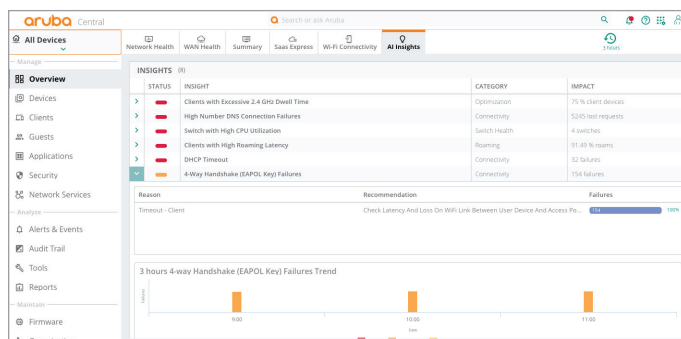 aruba Central
Search or ask Aruba
All Devices
Network Health
WAN Health
Summary
SaaS Express
Wi-Fi Connectivity
AI Insights
3 hours
Manage
Overview
Devices
Clients
Guests
Applications
Security
Network Services
Analyze
Alerts & Events
Audit Trail
Tools
Reports
Maintain
Firmware
INSIGHTS (8)
STATUS INSIGHT CATEGORY IMPACT
Clients with Excessive 2.4 GHz Dwell Time Optimization 75 % client devices
High Number DNS Connection Failures Connectivity 5245 lost requests
Switch with High CPU Utilization Switch Health 4 switches
Clients with High Roaming Latency Roaming 91.49 % roams
DHCP Timeout Connectivity 32 failures
4-Way Handshake (EAPOL Key) Failures Connectivity 154 failures
Reason Recommendation Failures
Timeout - Client Check Latency And Loss On WiFi Link Between User Device And Access Po... 154 100%
3 hours 4-way Handshake (EAPOL Key) Failures Trend
Failures
9:00 10:00 11:00